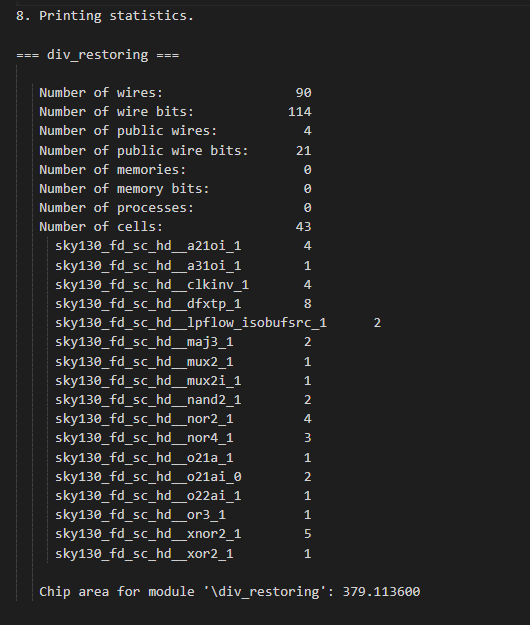 8. Printing statistics.
=== div_restoring ===
Number of wires: 90
Number of wire bits: 114
Number of public wires: 4
Number of public wire bits: 21
Number of memories: 0
Number of memory bits: 0
Number of processes: 0
Number of cells: 43
sky130_fd_sc_hd__a21oi_1 4
sky130_fd_sc_hd__a31oi_1 1
sky130_fd_sc_hd__clkinv_1 4
sky130_fd_sc_hd__dfxtp_1 8
sky130_fd_sc_hd__lpflow_isobufsrc_1 2
sky130_fd_sc_hd__maj3_1 2
sky130_fd_sc_hd__mux2_1 1
sky130_fd_sc_hd__mux2i_1 1
sky130_fd_sc_hd__nand2_1 2
sky130_fd_sc_hd__nor2_1 4
sky130_fd_sc_hd__nor4_1 3
sky130_fd_sc_hd__o21a_1 1
sky130_fd_sc_hd__o21ai_0 2
sky130_fd_sc_hd__o22ai_1 1
sky130_fd_sc_hd__or3_1 1
sky130_fd_sc_hd__xnor2_1 5
sky130_fd_sc_hd__xor2_1 1
Chip area for module '\div_restoring': 379.113600